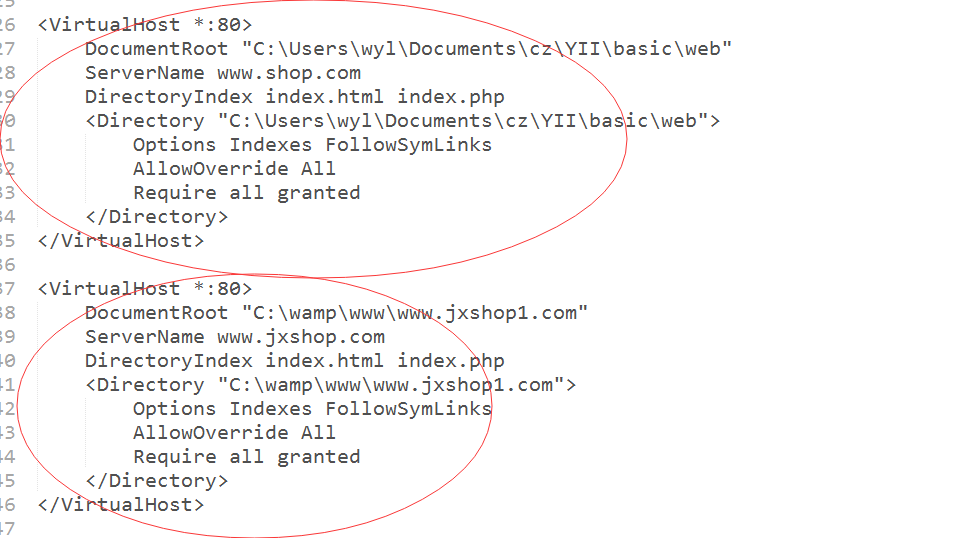 26 <VirtualHost *:80>
27 DocumentRoot "C:\Users\wyl\Documents\cz\YII\basic\web"
28 ServerName www.shop.com
29 DirectoryIndex index.html index.php
30 <Directory "C:\Users\wyl\Documents\cz\YII\basic\web">
31 Options Indexes FollowSymLinks
32 AllowOverride All
33 Require all granted
34 </Directory>
35 </VirtualHost>
36
37 <VirtualHost *:80>
38 DocumentRoot "C:\wamp\www\www.jxshop1.com"
39 ServerName www.jxshop.com
40 DirectoryIndex index.html index.php
41 <Directory "C:\wamp\www\www.jxshop1.com">
42 Options Indexes FollowSymLinks
43 AllowOverride All
44 Require all granted
45 </Directory>
46 </VirtualHost>
47